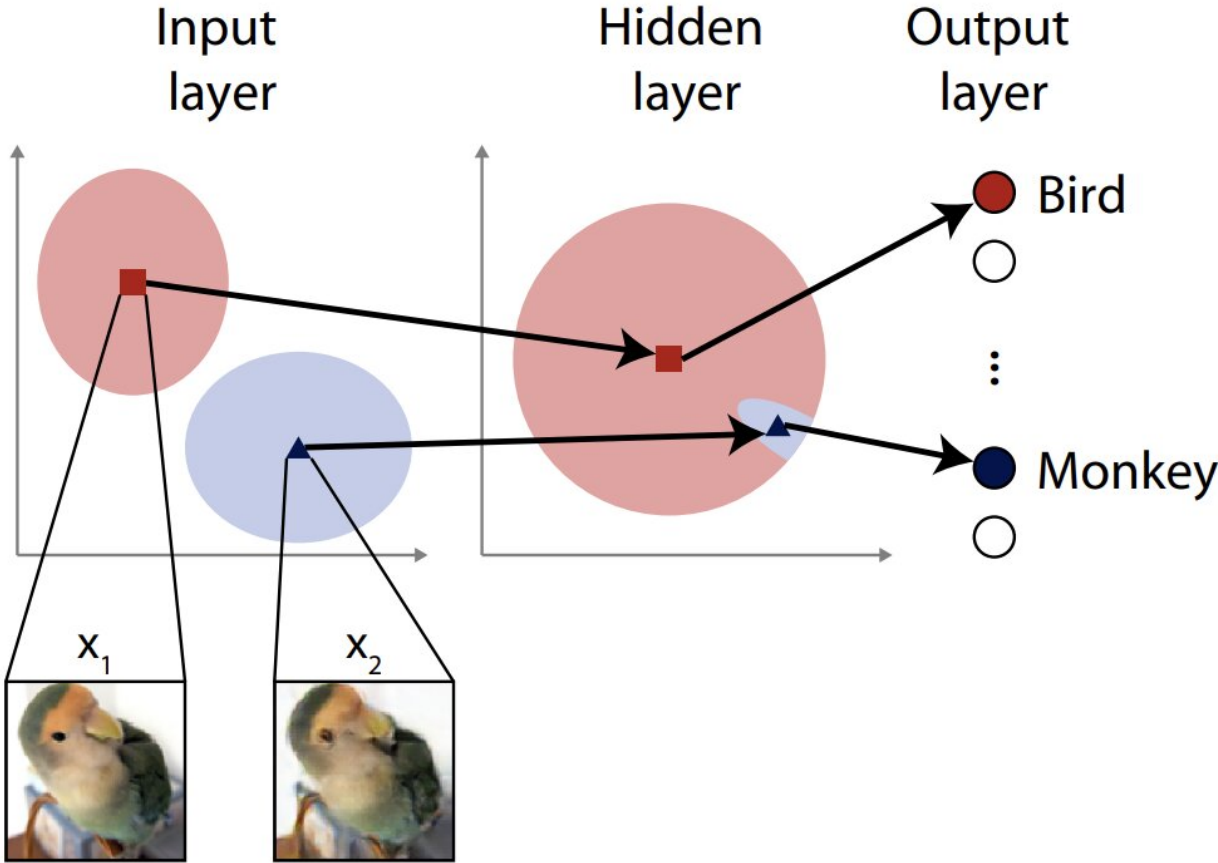 Input
layer
Hidden
layer
Output
layer
Bird
...
Monkey
x₁
x₂